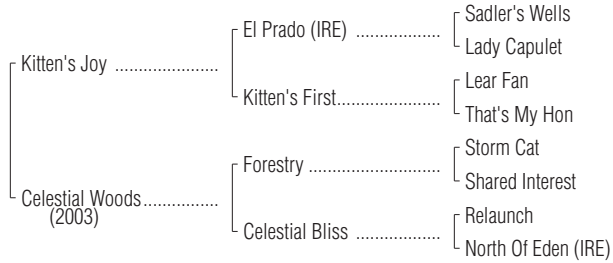 Sadler's Wells
El Prado (IRE) ..................
Lady Capulet
Kitten's Joy ......................
Lear Fan
Kitten's First......................
That's My Hon
Storm Cat
Forestry ............................
Shared Interest
Celestial Woods................
(2003)
Relaunch
Celestial Bliss ..................
North Of Eden (IRE)